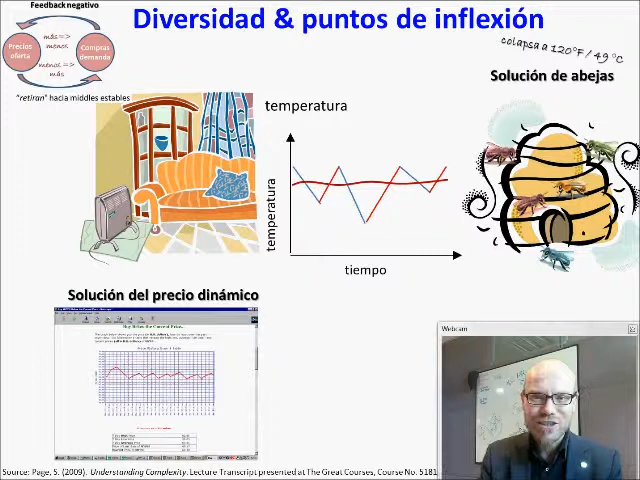 Feedback negativo
Diversidad & puntos de inflexión
Precios
oferta
más=>
menos
menos =>
más
Comptas
demanda
colapsa a 120°F / 49 °C
Solución de abejas
"retiran" hacia middles estables
temperatura
temperatura
tiempo
Solución del precio dinámico
Webcam
Source: Page, S. (2009). Understanding Complexity. Lecture Transcript presented at The Great Courses, Course No. 5181